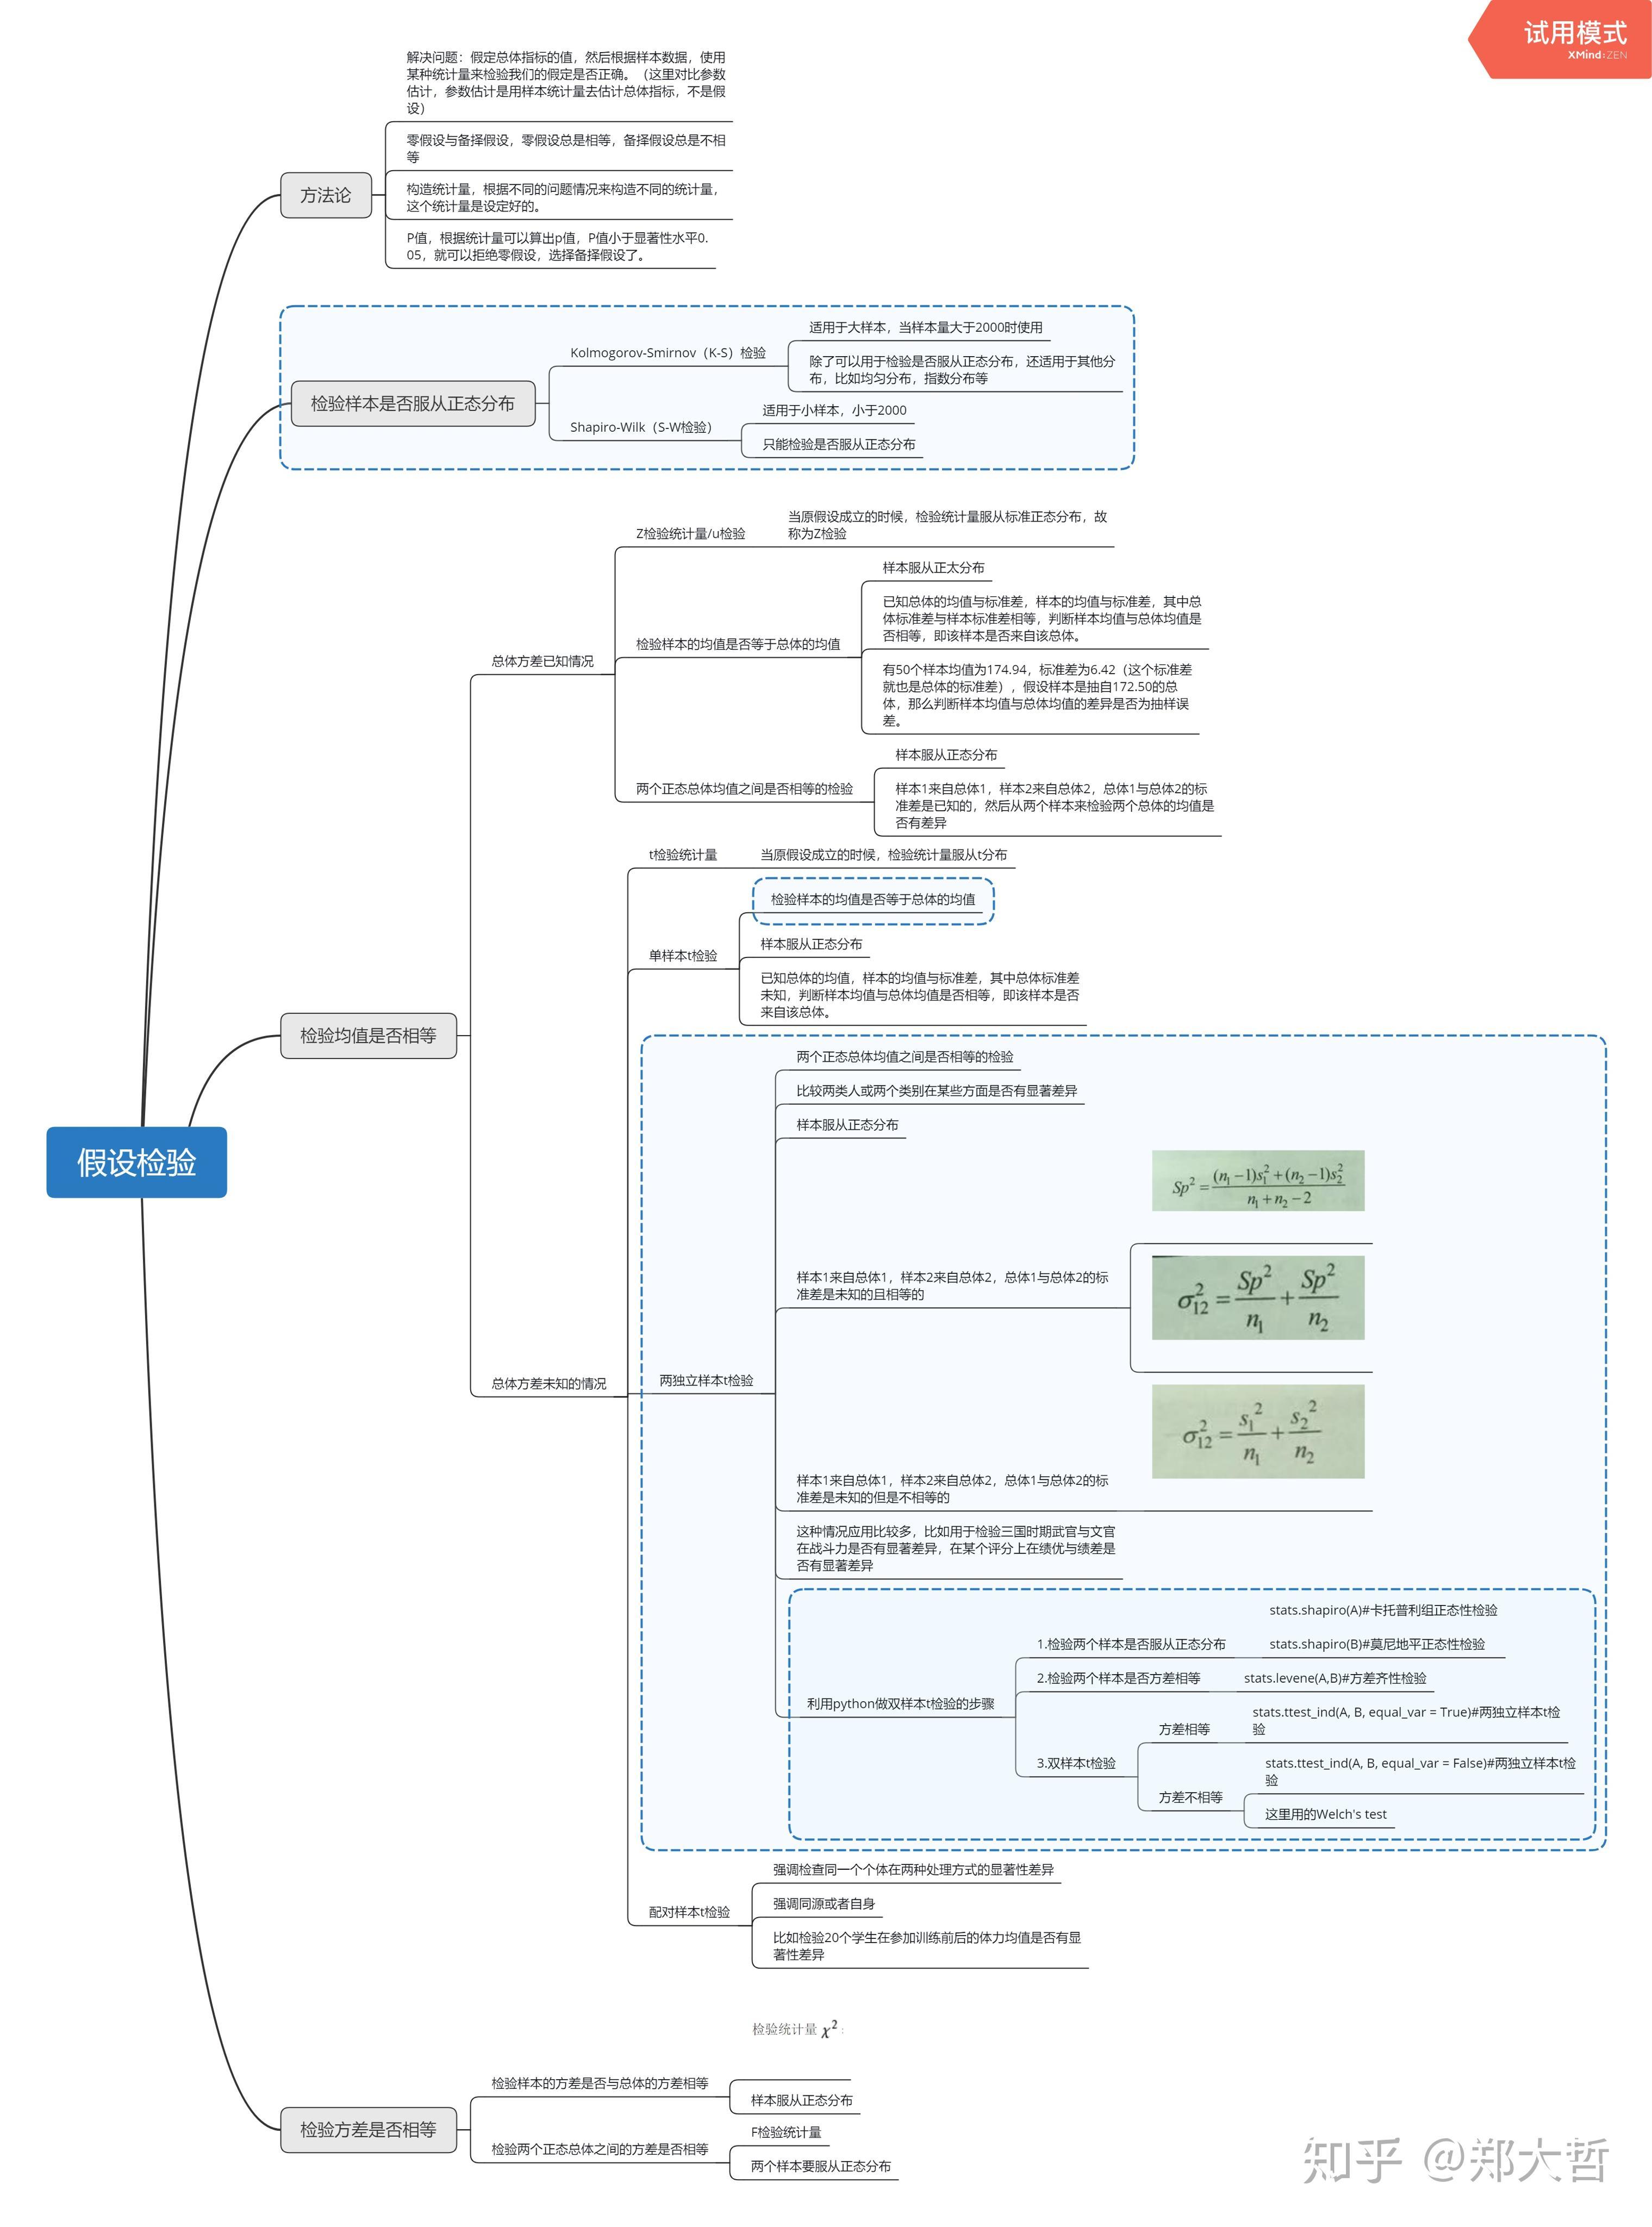 试用模式
XMind:ZEN
解决问题：假定总体指标的值，然后根据样本数据，使用
某种统计量来检验我们的假定是否正确。（这里对比参数
估计，参数估计是用样本统计量去估计总体指标，不是假
设）
零假设与备择假设，零假设总是相等，备择假设总是不相
等
方法论
构造统计量，根据不同的问题情况来构造不同的统计量，
这个统计量是设定好的。
P值，根据统计量可以算出p值，P值小于显著性水平0.
05，就可以拒绝零假设，选择备择假设了。
检验样本是否服从正态分布
Kolmogorov-Smirnov（K-S）检验
适用于大样本，当样本量大于2000时使用
除了可以用于检验是否服从正态分布，还适用于其他分
布，比如均匀分布，指数分布等
Shapiro-Wilk（S-W检验）
适用于小样本，小于2000
只能检验是否服从正态分布
假设检验
检验均值是否相等
总体方差已知情况
Z检验统计量/u检验
当原假设成立的时候，检验统计量服从标准正态分布，故
称为Z检验
检验样本的均值是否等于总体的均值
样本服从正太分布
已知总体的均值与标准差，样本的均值与标准差，其中总
体标准差与样本标准差相等，判断样本均值与总体均值是
否相等，即该样本是否来自该总体。
有50个样本均值为174.94，标准差为6.42（这个标准差
就也是总体的标准差），假设样本是抽自172.50的总
体，那么判断样本均值与总体均值的差异是否为抽样误
差。
两个正态总体均值之间是否相等的检验
样本服从正态分布
样本1来自总体1，样本2来自总体2，总体1与总体2的标
准差是已知的，然后从两个样本来检验两个总体的均值是
否有差异
总体方差未知的情况
t检验统计量
当原假设成立的时候，检验统计量服从t分布
单样本t检验
检验样本的均值是否等于总体的均值
样本服从正态分布
已知总体的均值，样本的均值与标准差，其中总体标准差
未知，判断样本均值与总体均值是否相等，即该样本是否
来自该总体。
两独立样本t检验
两个正态总体均值之间是否相等的检验
比较两类人或两个类别在某些方面是否有显著差异
样本服从正态分布
样本1来自总体1，样本2来自总体2，总体1与总体2的标
准差是未知的且相等的
Sp² = (n₁−1)s₁²+(n₂−1)s₂² / n₁+n₂−2
σ₁₂² = Sp²/n₁ + Sp²/n₂
样本1来自总体1，样本2来自总体2，总体1与总体2的标
准差是未知的但是不相等的
σ₁₂² = s₁²/n₁ + s₂²/n₂
这种情况应用比较多，比如用于检验三国时期武官与文官
在战斗力是否有显著差异，在某个评分上在绩优与绩差是
否有显著差异
利用python做双样本t检验的步骤
1.检验两个样本是否服从正态分布
stats.shapiro(A)#卡托普利组正态性检验
stats.shapiro(B)#莫尼地平正态性检验
2.检验两个样本是否方差相等
stats.levene(A,B)#方差齐性检验
3.双样本t检验
方差相等
stats.ttest_ind(A, B, equal_var = True)#两独立样本t检
验
方差不相等
stats.ttest_ind(A, B, equal_var = False)#两独立样本t检
验
这里用的Welch's test
配对样本t检验
强调检查同一个个体在两种处理方式的显著性差异
强调同源或者自身
比如检验20个学生在参加训练前后的体力均值是否有显
著性差异
检验方差是否相等
检验样本的方差是否与总体的方差相等
检验统计量 χ² :
样本服从正态分布
检验两个正态总体之间的方差是否相等
F检验统计量
两个样本要服从正态分布
知乎 @郑大哲